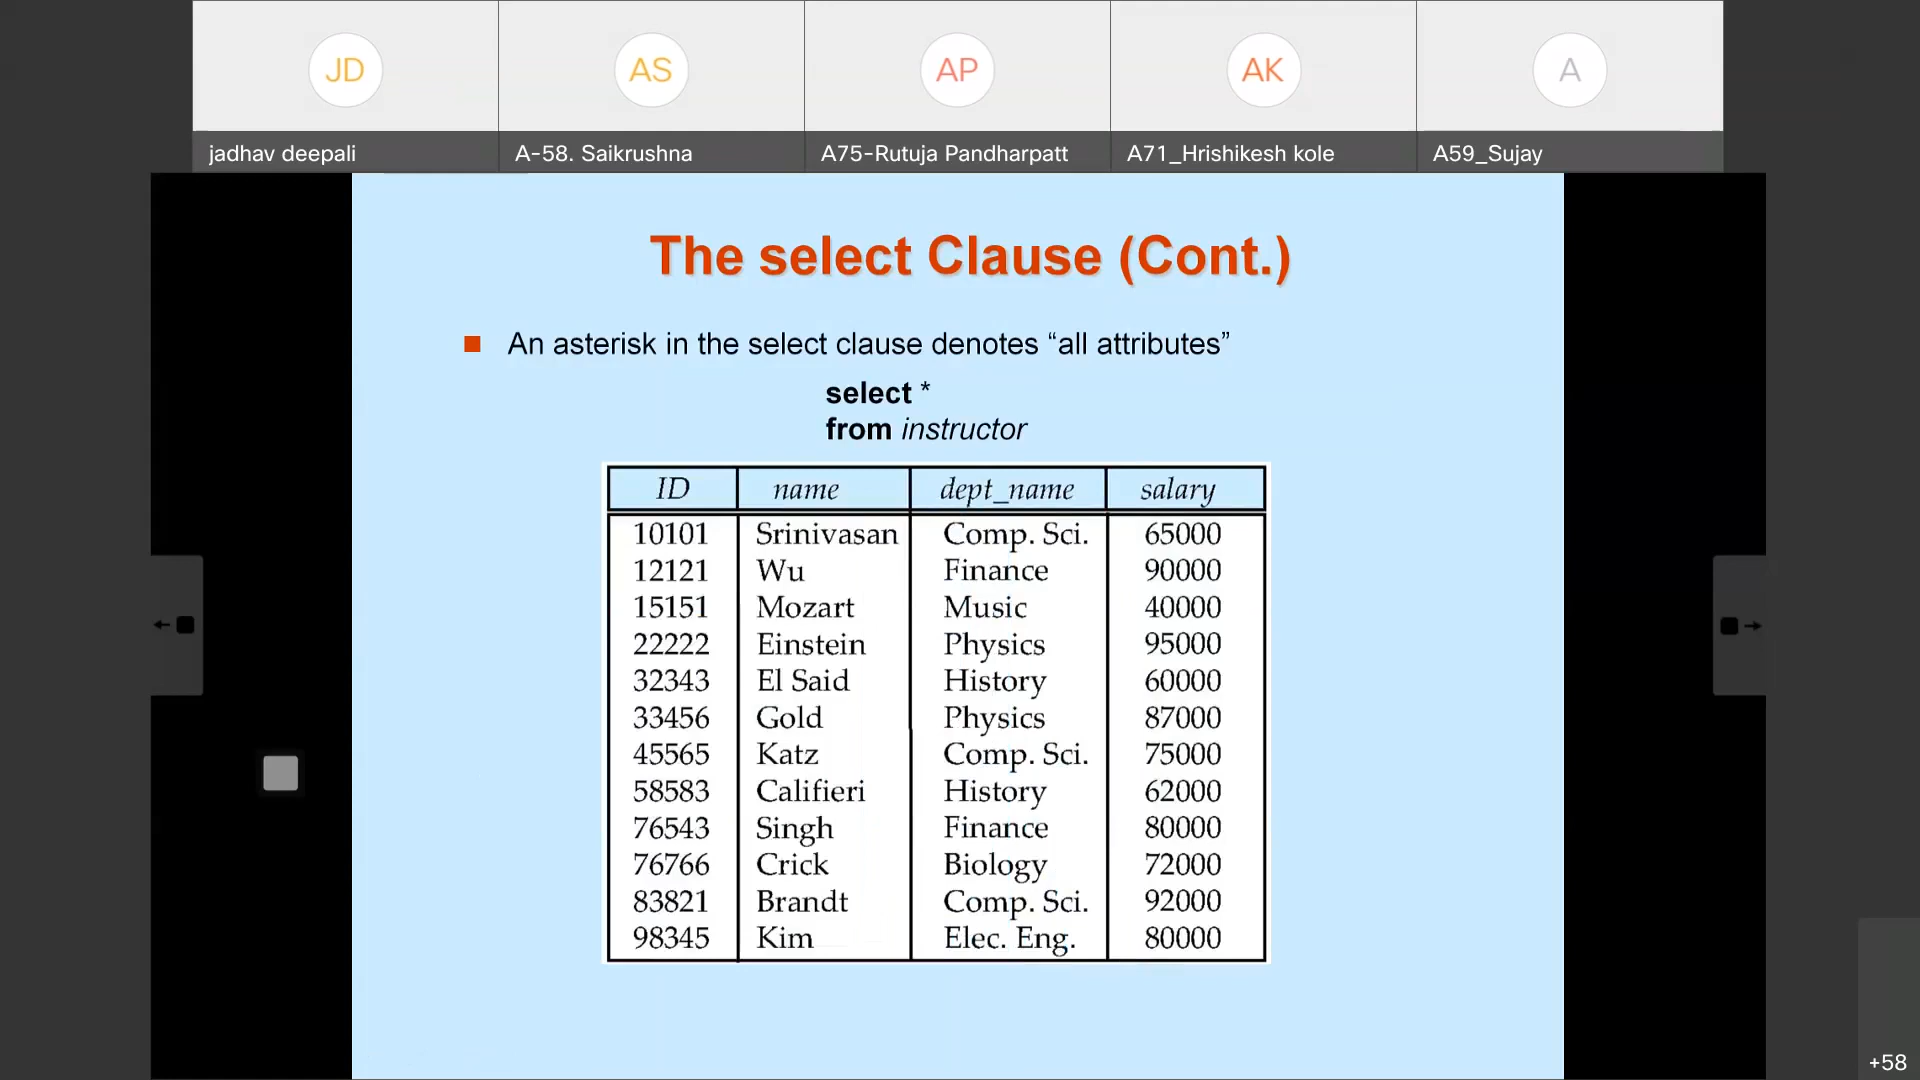 JD
AS
AP
AK
A
jadhav deepali
A-58. Saikrushna
A75-Rutuja Pandharpatt
A71_Hrishikesh kole
A59_Sujay
The select Clause (Cont.)
An asterisk in the select clause denotes “all attributes”
select *
from instructor
ID name dept_name salary
10101 Srinivasan Comp. Sci. 65000
12121 Wu Finance 90000
15151 Mozart Music 40000
22222 Einstein Physics 95000
32343 El Said History 60000
33456 Gold Physics 87000
45565 Katz Comp. Sci. 75000
58583 Califieri History 62000
76543 Singh Finance 80000
76766 Crick Biology 72000
83821 Brandt Comp. Sci. 92000
98345 Kim Elec. Eng. 80000
+58